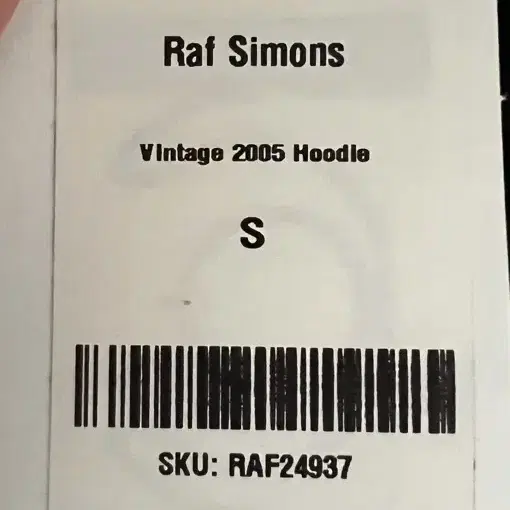 Raf Simons
Vintage 2005 Hoodie
S
SKU: RAF24937